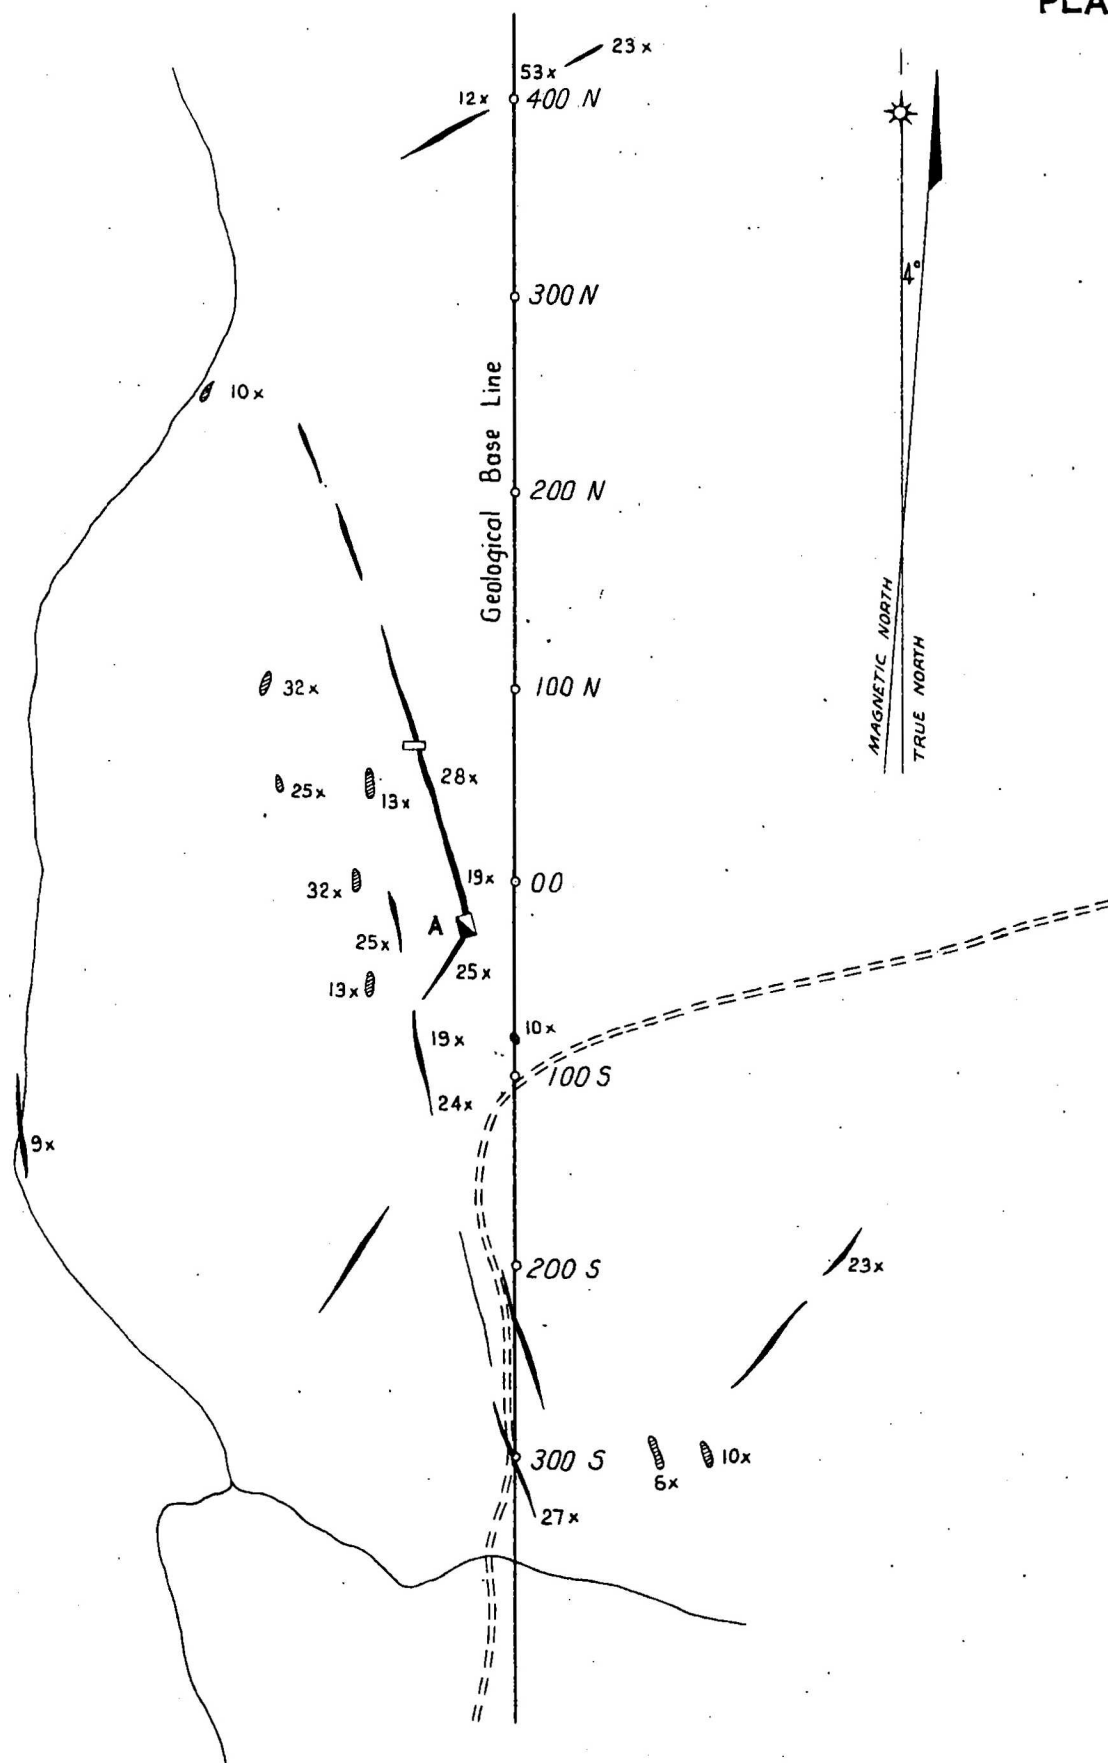 PLA
23x
53x
12x
400 N
4°
300 N
10x
Geological Base Line
200 N
MAGNETIC NORTH
TRUE NORTH
32x
100 N
28x
25x
13x
19x
00
32x
A
25x
25x
13x
10x
19x
100 S
24x
9x
200 S
23x
300 S
10x
6x
27x